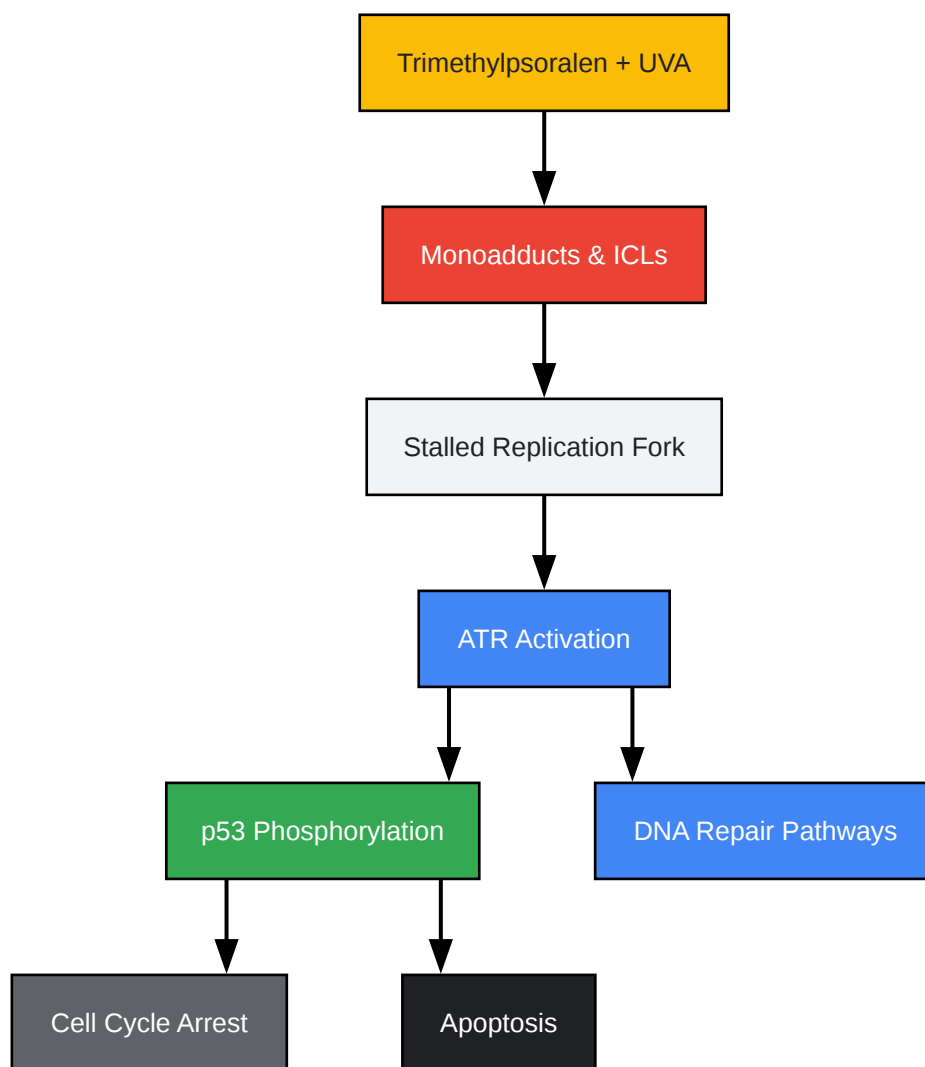 Trimethylpsoralen + UVA
Monoadducts & ICLs
Stalled Replication Fork
ATR Activation
p53 Phosphorylation
DNA Repair Pathways
Cell Cycle Arrest
Apoptosis